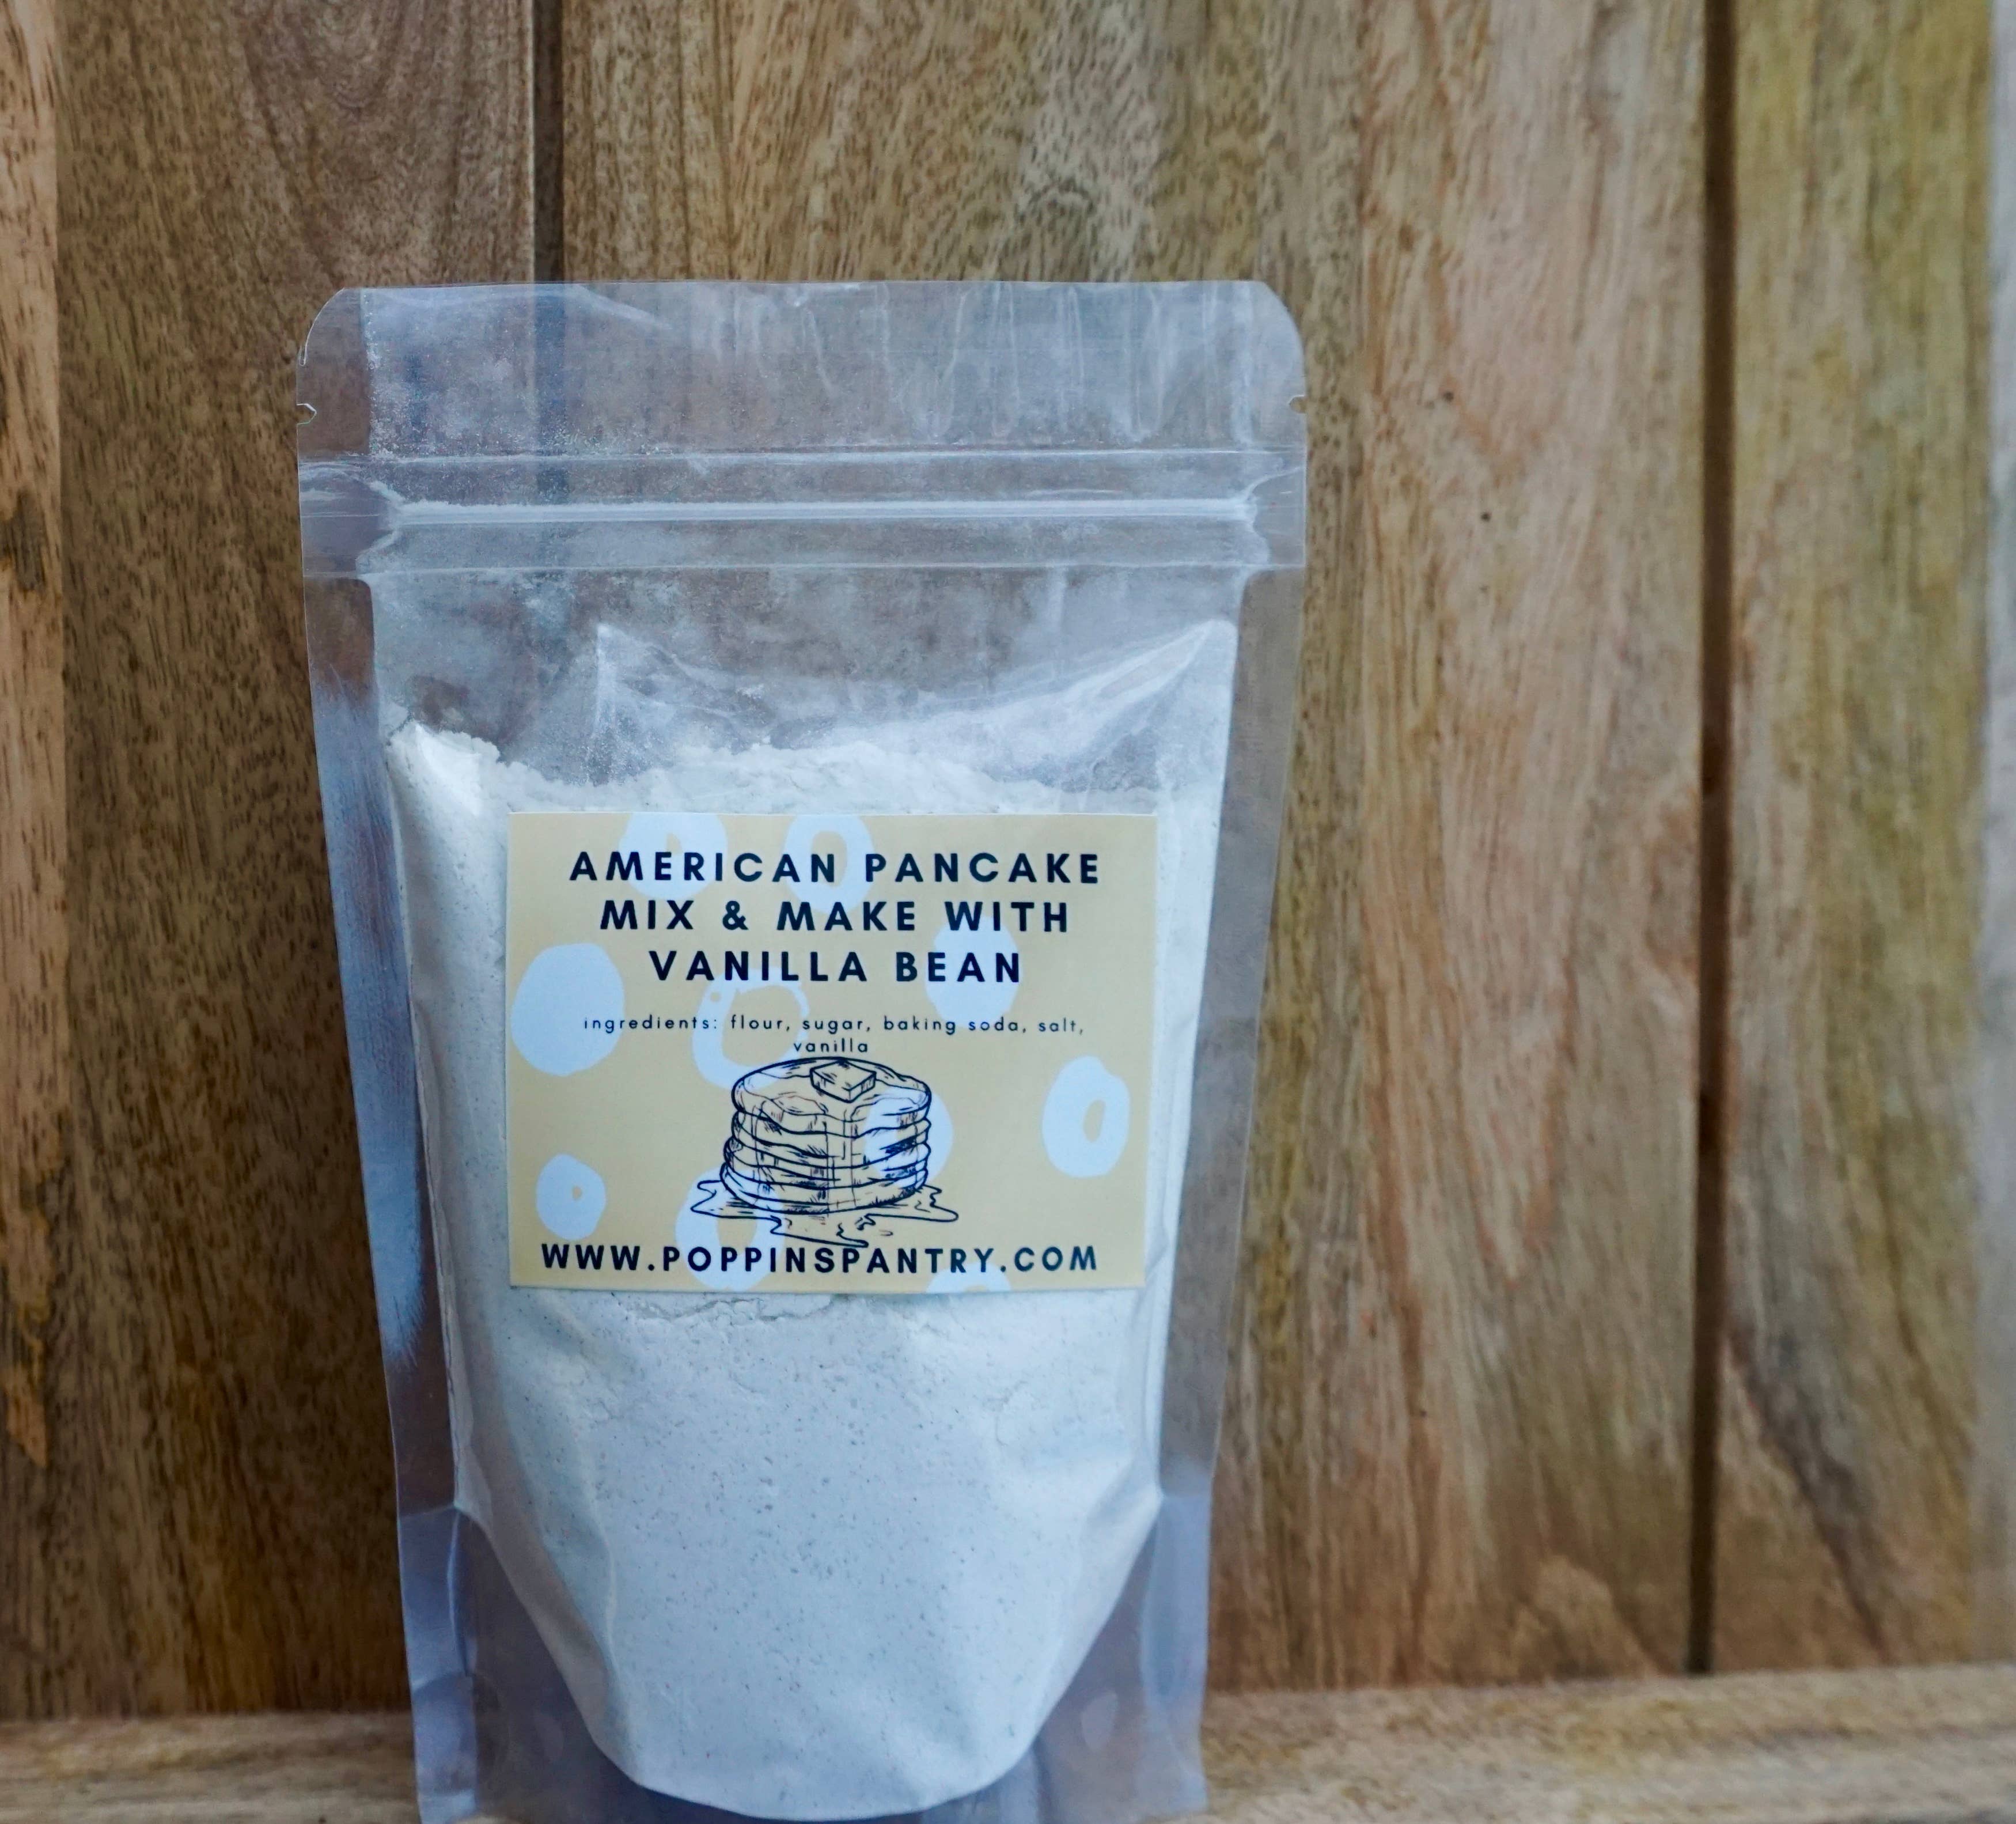 AMERICAN PANCAKE
MIX & MAKE WITH
VANILLA BEAN
ingredients: flour, sugar, baking soda, salt,
vanilla
WWW.POPPINSPANTRY.COM